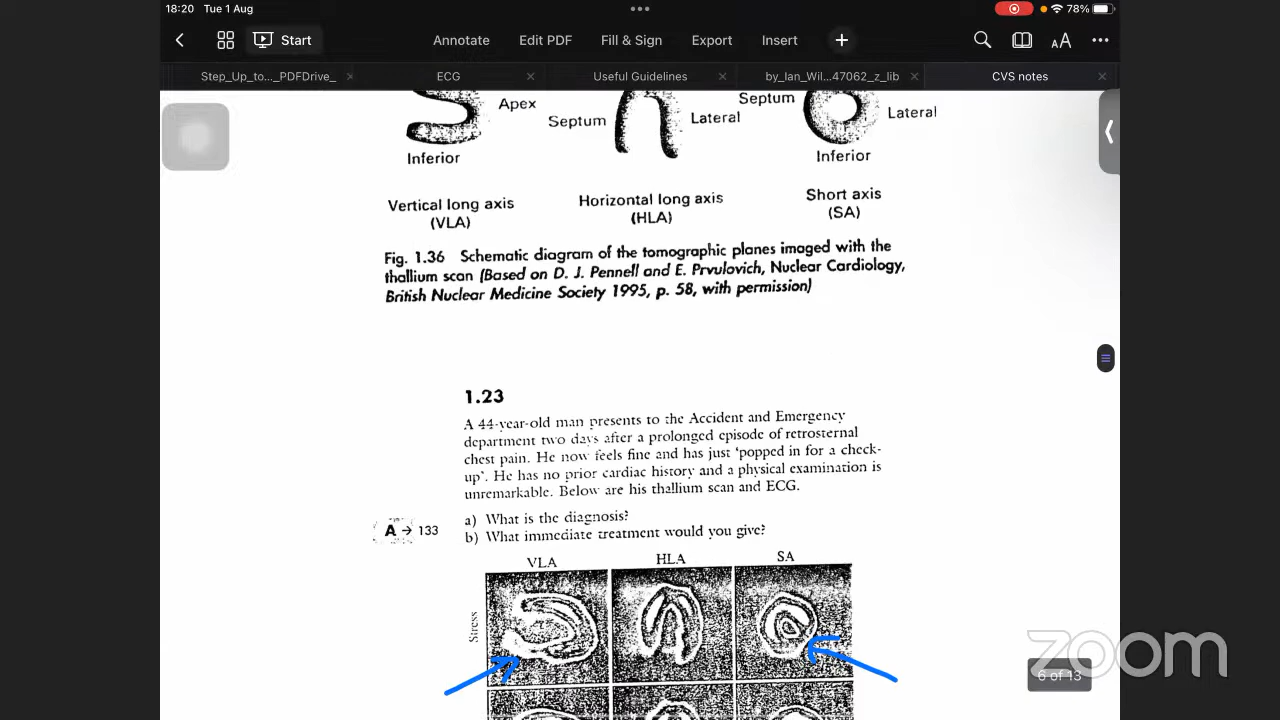 18:20 Tue 1 Aug
78%
Start
Annotate
Edit PDF
Fill & Sign
Export
Insert
AA
Step_Up_to..._PDFDrive_
ECG
Useful Guidelines
by_Ian_Wil...47062_z_lib
CVS notes
Apex
Septum
Lateral
Septum
Lateral
Inferior
Inferior
Vertical long axis
(VLA)
Horizontal long axis
(HLA)
Short axis
(SA)
Fig. 1.36 Schematic diagram of the tomographic planes imaged with the
thallium scan (Based on D. J. Pennell and E. Prvulovich, Nuclear Cardiology,
British Nuclear Medicine Society 1995, p. 58, with permission)
1.23
A 44-year-old man presents to the Accident and Emergency
department two days after a prolonged episode of retrosternal
chest pain. He now feels fine and has just 'popped in for a check-
up'. He has no prior cardiac history and a physical examination is
unremarkable. Below are his thallium scan and ECG.
A → 133
a) What is the diagnosis?
b) What immediate treatment would you give?
VLA
HLA
SA
Stress
zoom
6 of 13